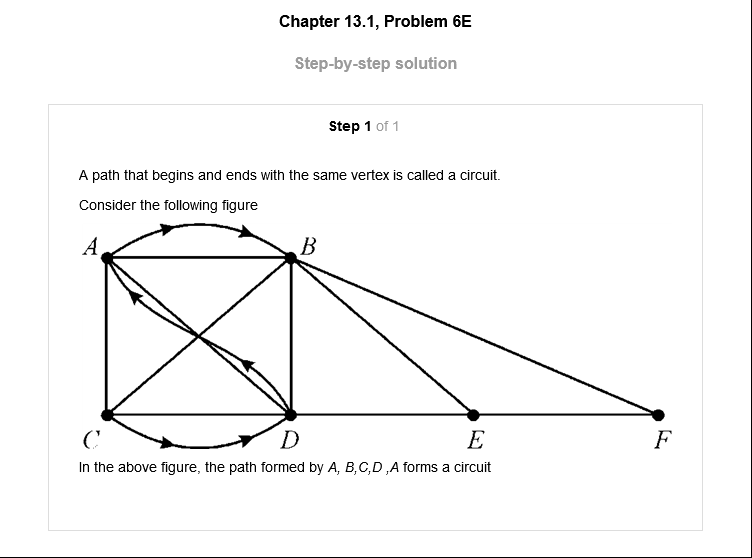 Chapter 13.1, Problem 6E
Step-by-step solution
Step 1 of 1
A path that begins and ends with the same vertex is called a circuit.
Consider the following figure
A
B
C
D
E
F
In the above figure, the path formed by A, B,C,D ,A forms a circuit